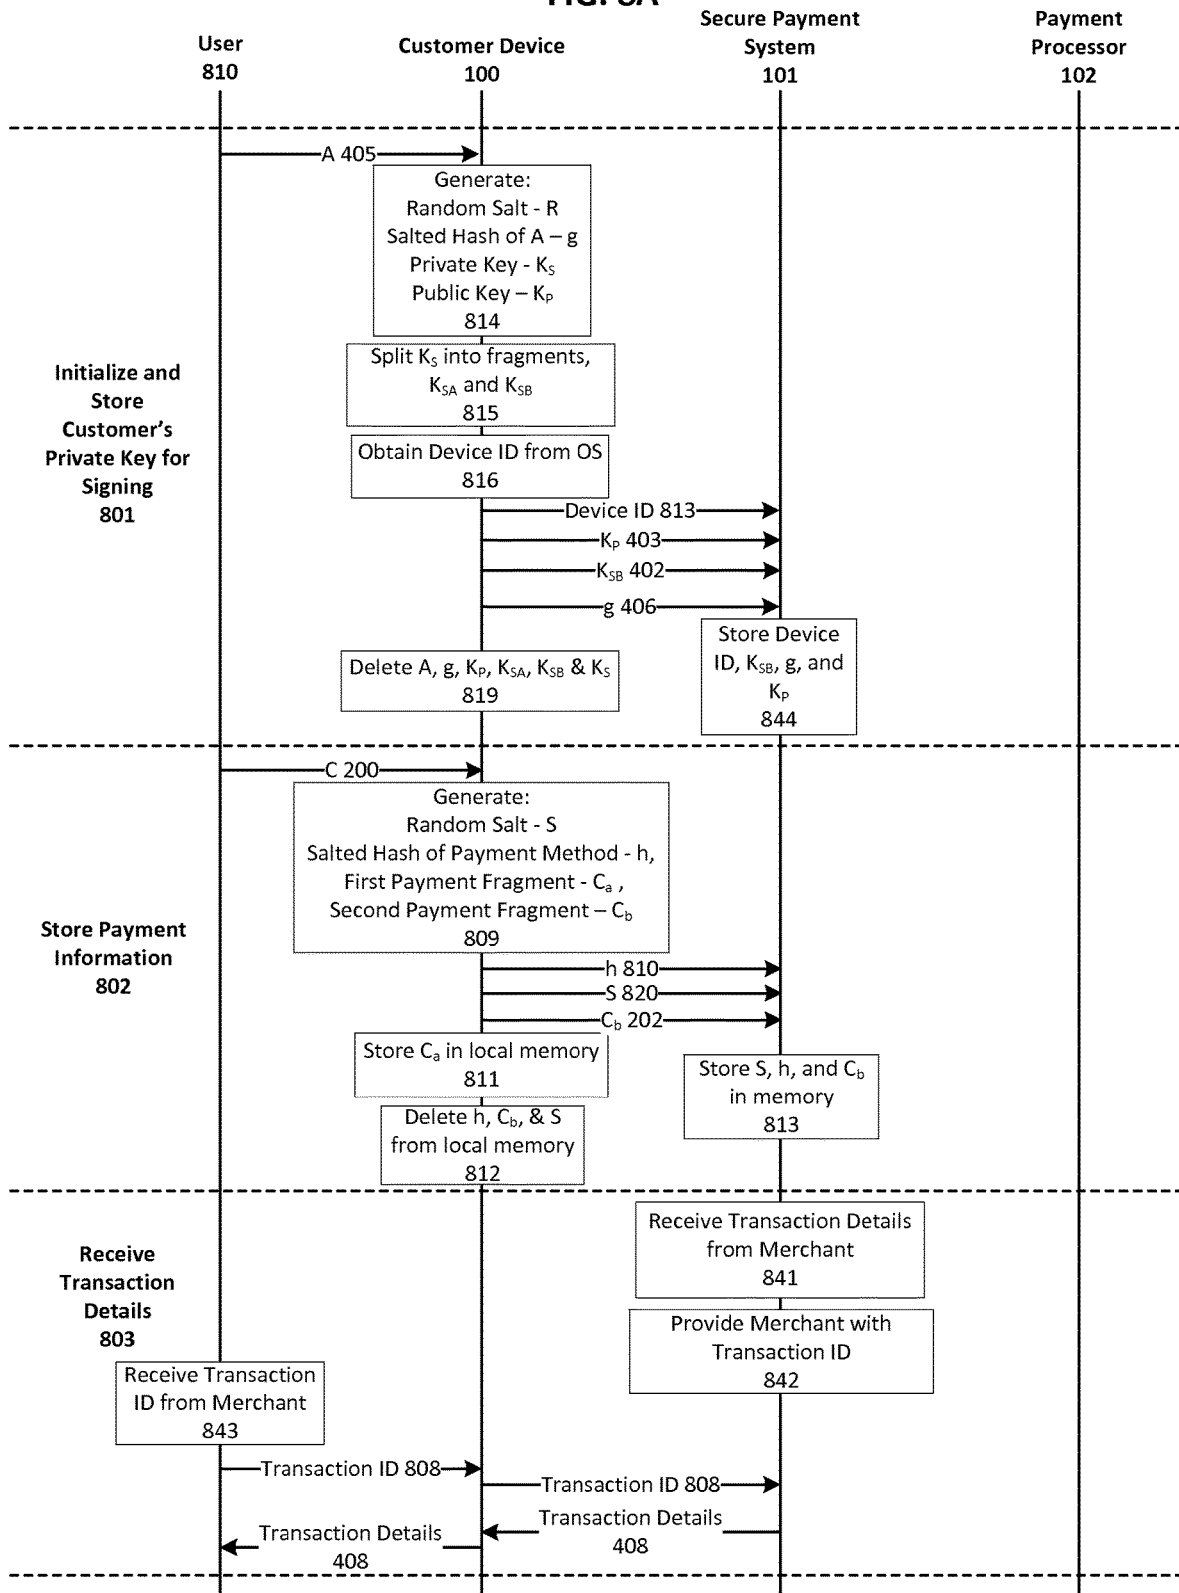 FIG. 8A
User
810
Customer Device
100
Secure Payment
System
101
Payment
Processor
102
Initialize and
Store
Customer's
Private Key for
Signing
801
A 405
Generate:
Random Salt - R
Salted Hash of A – g
Private Key - KS
Public Key – KP
814
Split KS into fragments,
KSA and KSB
815
Obtain Device ID from OS
816
Device ID 813
KP 403
KSB 402
g 406
Store Device
ID, KSB, g, and
KP
844
Delete A, g, KP, KSA, KSB & KS
819
Store Payment
Information
802
C 200
Generate:
Random Salt - S
Salted Hash of Payment Method - h,
First Payment Fragment - Ca ,
Second Payment Fragment – Cb
809
h 810
S 820
Cb 202
Store Ca in local memory
811
Store S, h, and Cb
in memory
813
Delete h, Cb, & S
from local memory
812
Receive
Transaction
Details
803
Receive Transaction Details
from Merchant
841
Provide Merchant with
Transaction ID
842
Receive Transaction
ID from Merchant
843
Transaction ID 808
Transaction ID 808
Transaction Details
408
Transaction Details
408